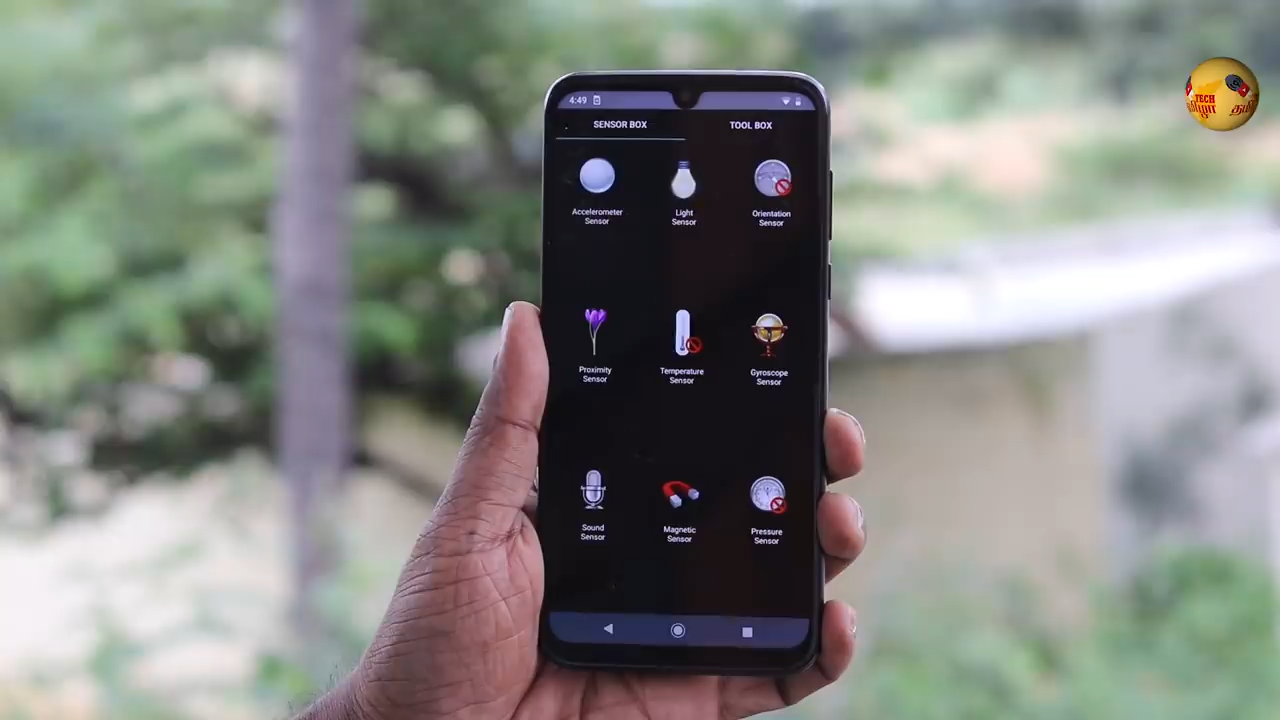 4:49
SENSOR BOX
TOOL BOX
Accelerometer
Sensor
Light
Sensor
Orientation
Sensor
Proximity
Sensor
Temperature
Sensor
Gyroscope
Sensor
Sound
Sensor
Magnetic
Sensor
Pressure
Sensor
TECH